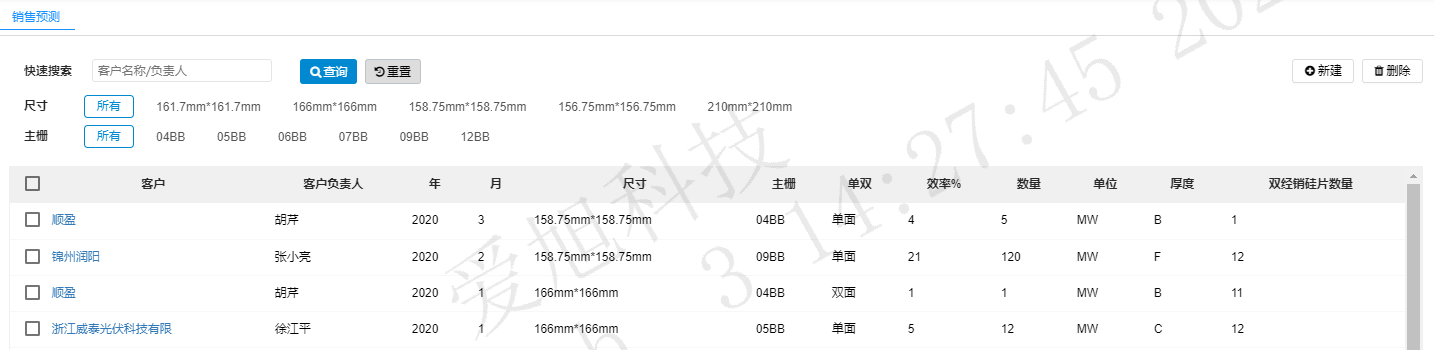 销售预测
快速搜索 客户名称/负责人 查询 重置 新建 删除
尺寸 所有 161.7mm*161.7mm 166mm*166mm 158.75mm*158.75mm 156.75mm*156.75mm 210mm*210mm
主栅 所有 04BB 05BB 06BB 07BB 09BB 12BB
客户 客户负责人 年 月 尺寸 主栅 单双 效率% 数量 单位 厚度 双经销硅片数量
顺盈 胡芹 2020 3 158.75mm*158.75mm 04BB 单面 4 5 MW B 1
锦州润阳 张小亮 2020 2 158.75mm*158.75mm 09BB 单面 21 120 MW F 12
顺盈 胡芹 2020 1 166mm*166mm 04BB 双面 1 1 MW B 11
浙江威泰光伏科技有限 徐江平 2020 1 166mm*166mm 05BB 单面 5 12 MW C 12
爱旭科技
3 14:27:45 202